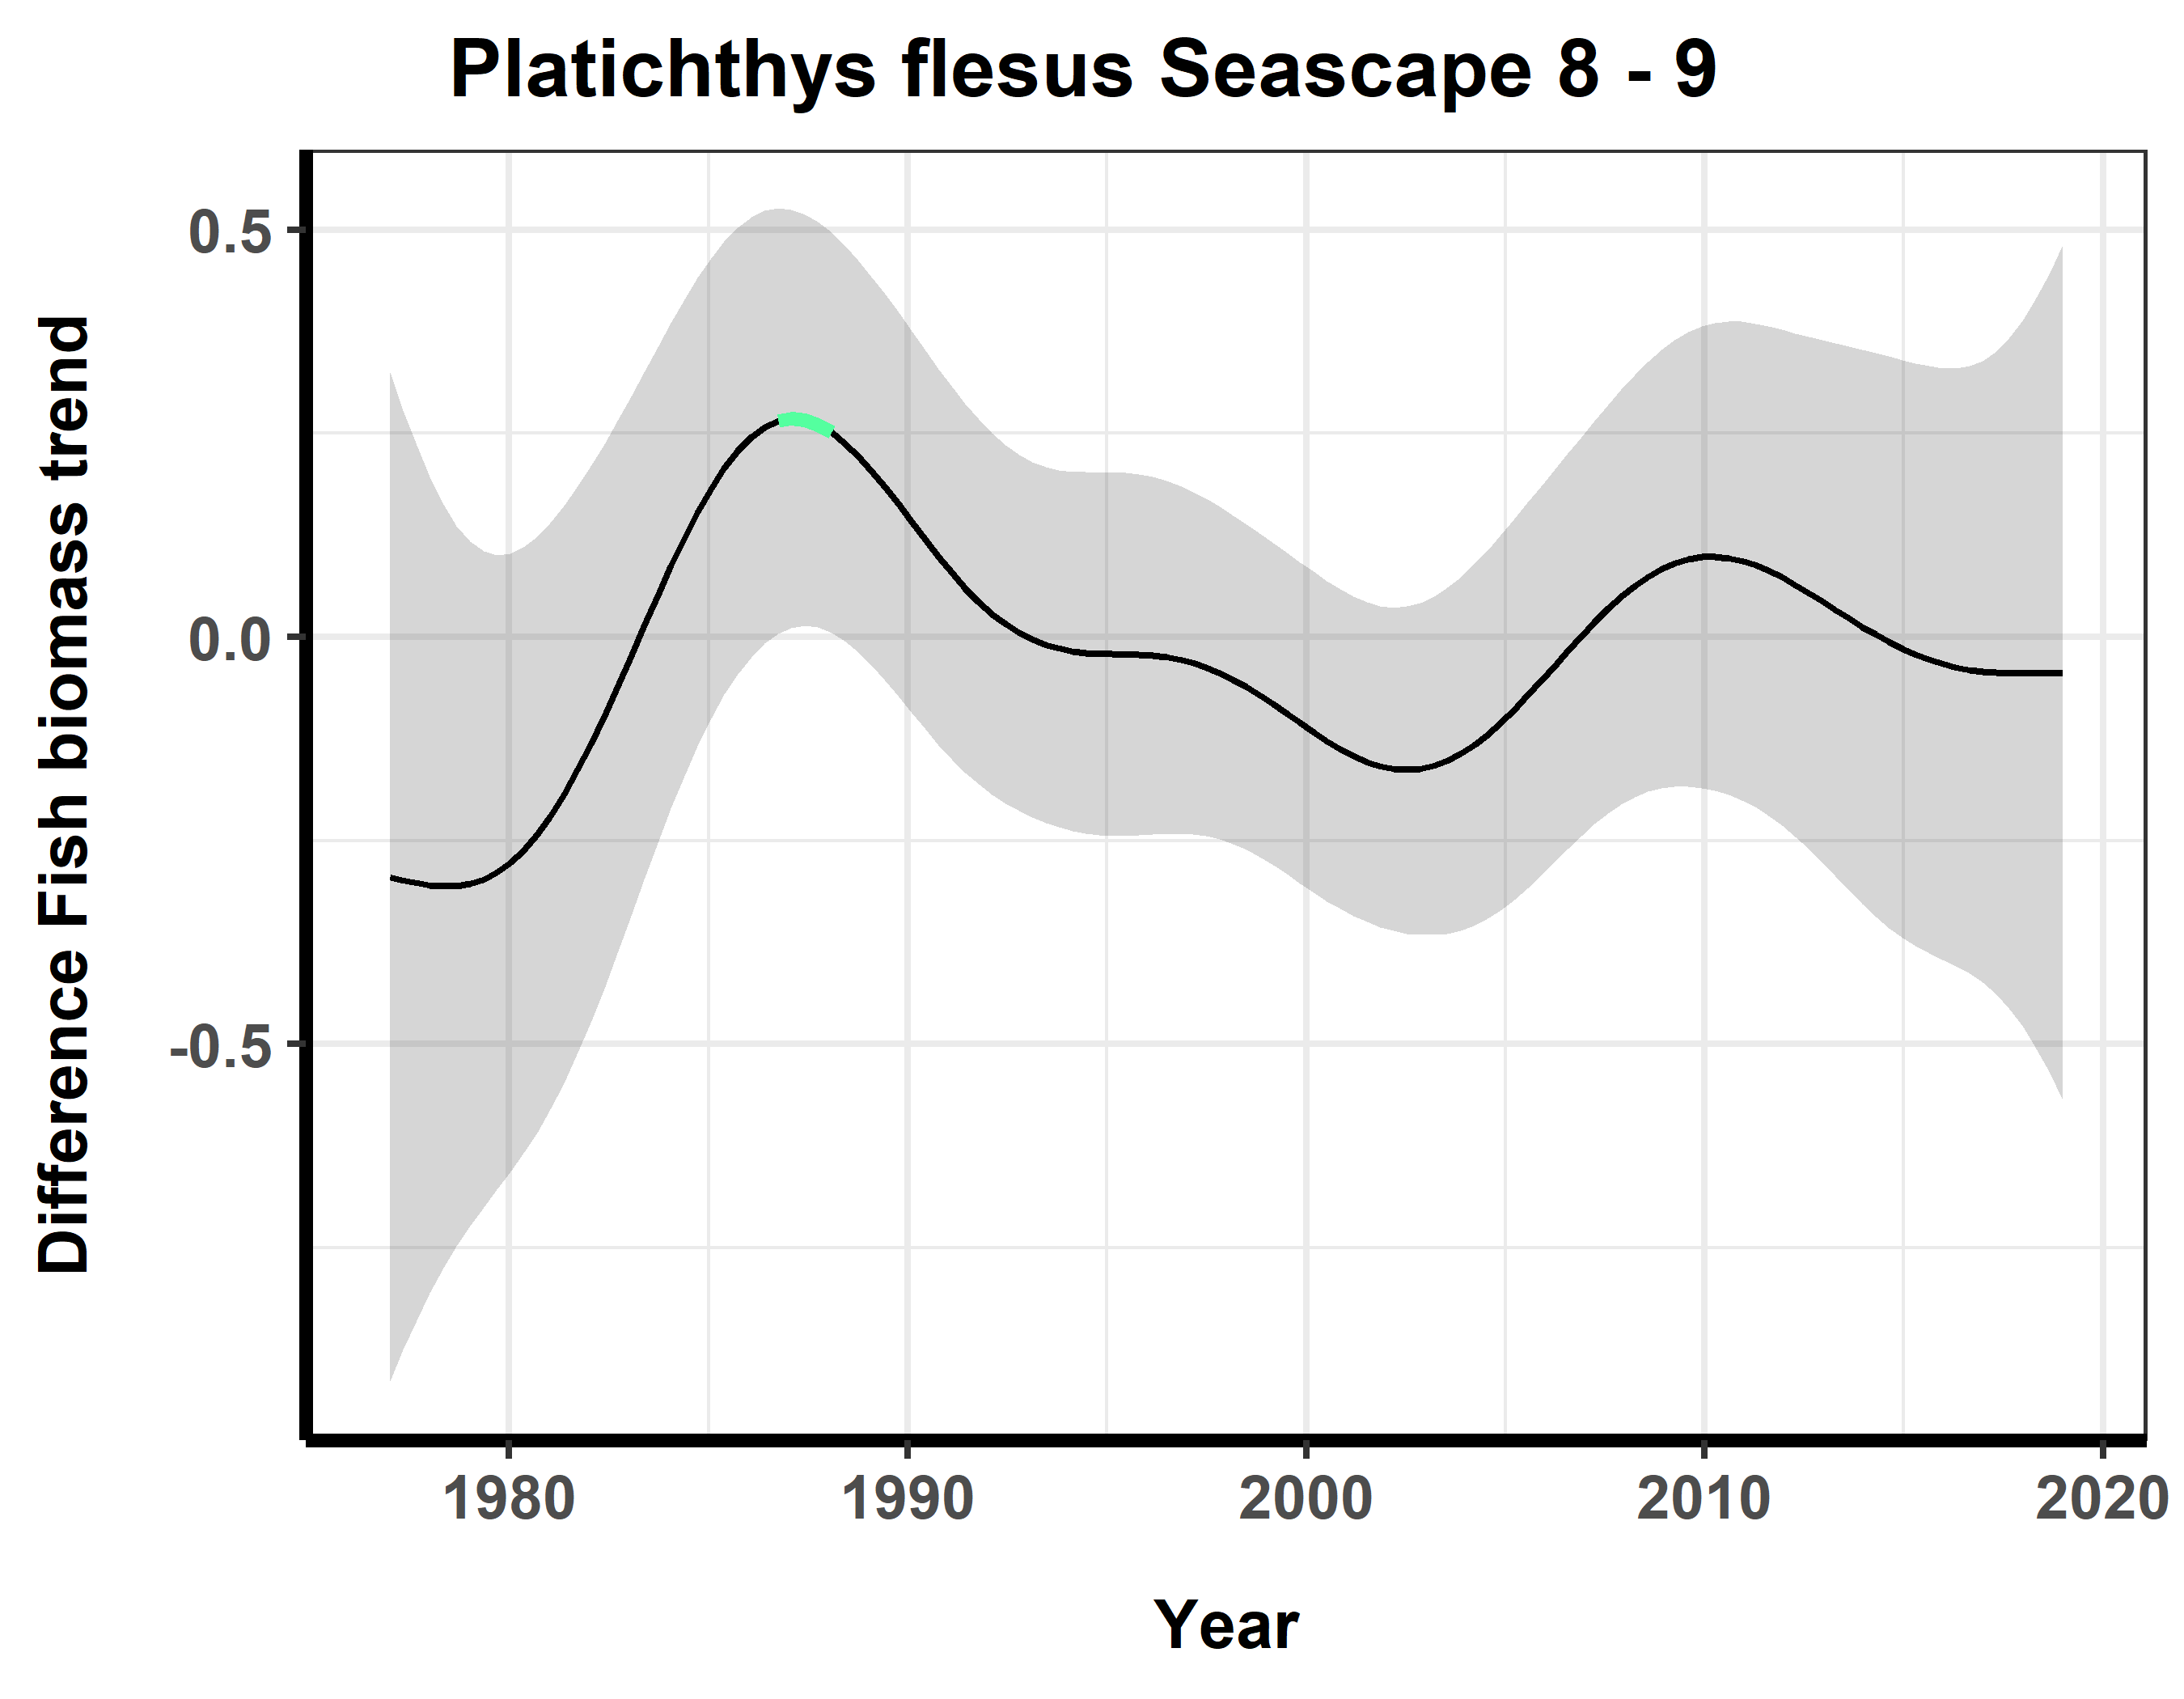 Platichthys flesus Seascape 8 - 9
Difference Fish biomass trend
0.5
0.0
-0.5
1980 1990 2000 2010 2020
Year